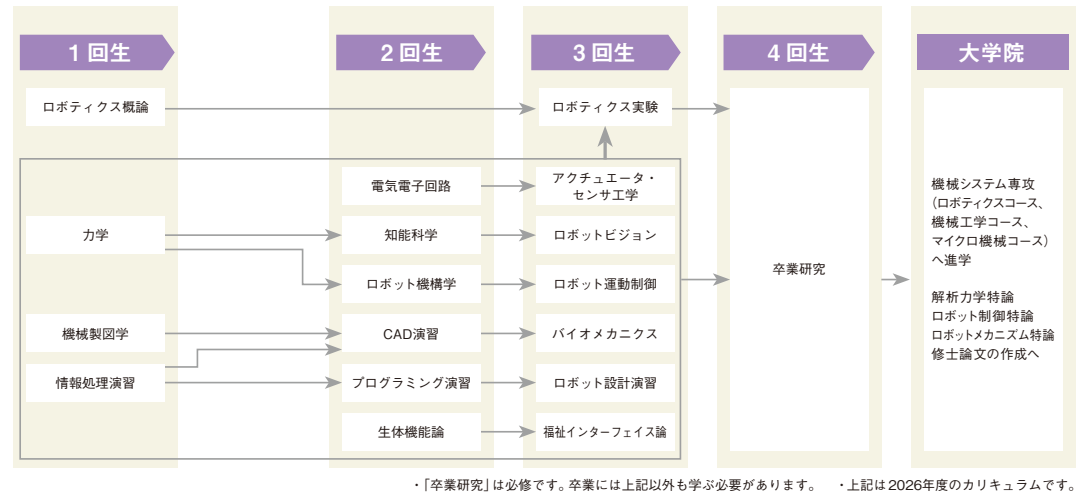 1回生
2回生
3回生
4回生
大学院
ロボティクス概論
ロボティクス実験
電気電子回路
アクチュエータ・
センサ工学
力学
知能科学
ロボットビジョン
ロボット機構学
ロボット運動制御
機械製図学
CAD演習
バイオメカニクス
情報処理演習
プログラミング演習
ロボット設計演習
生体機能論
福祉インターフェイス論
卒業研究
機械システム専攻
(ロボティクスコース、
機械工学コース、
マイクロ機械コース)
へ進学
解析力学特論
ロボット制御特論
ロボットメカニズム特論
修士論文の作成へ
・「卒業研究」は必修です。卒業には上記以外も学ぶ必要があります。 ・上記は2026年度のカリキュラムです。